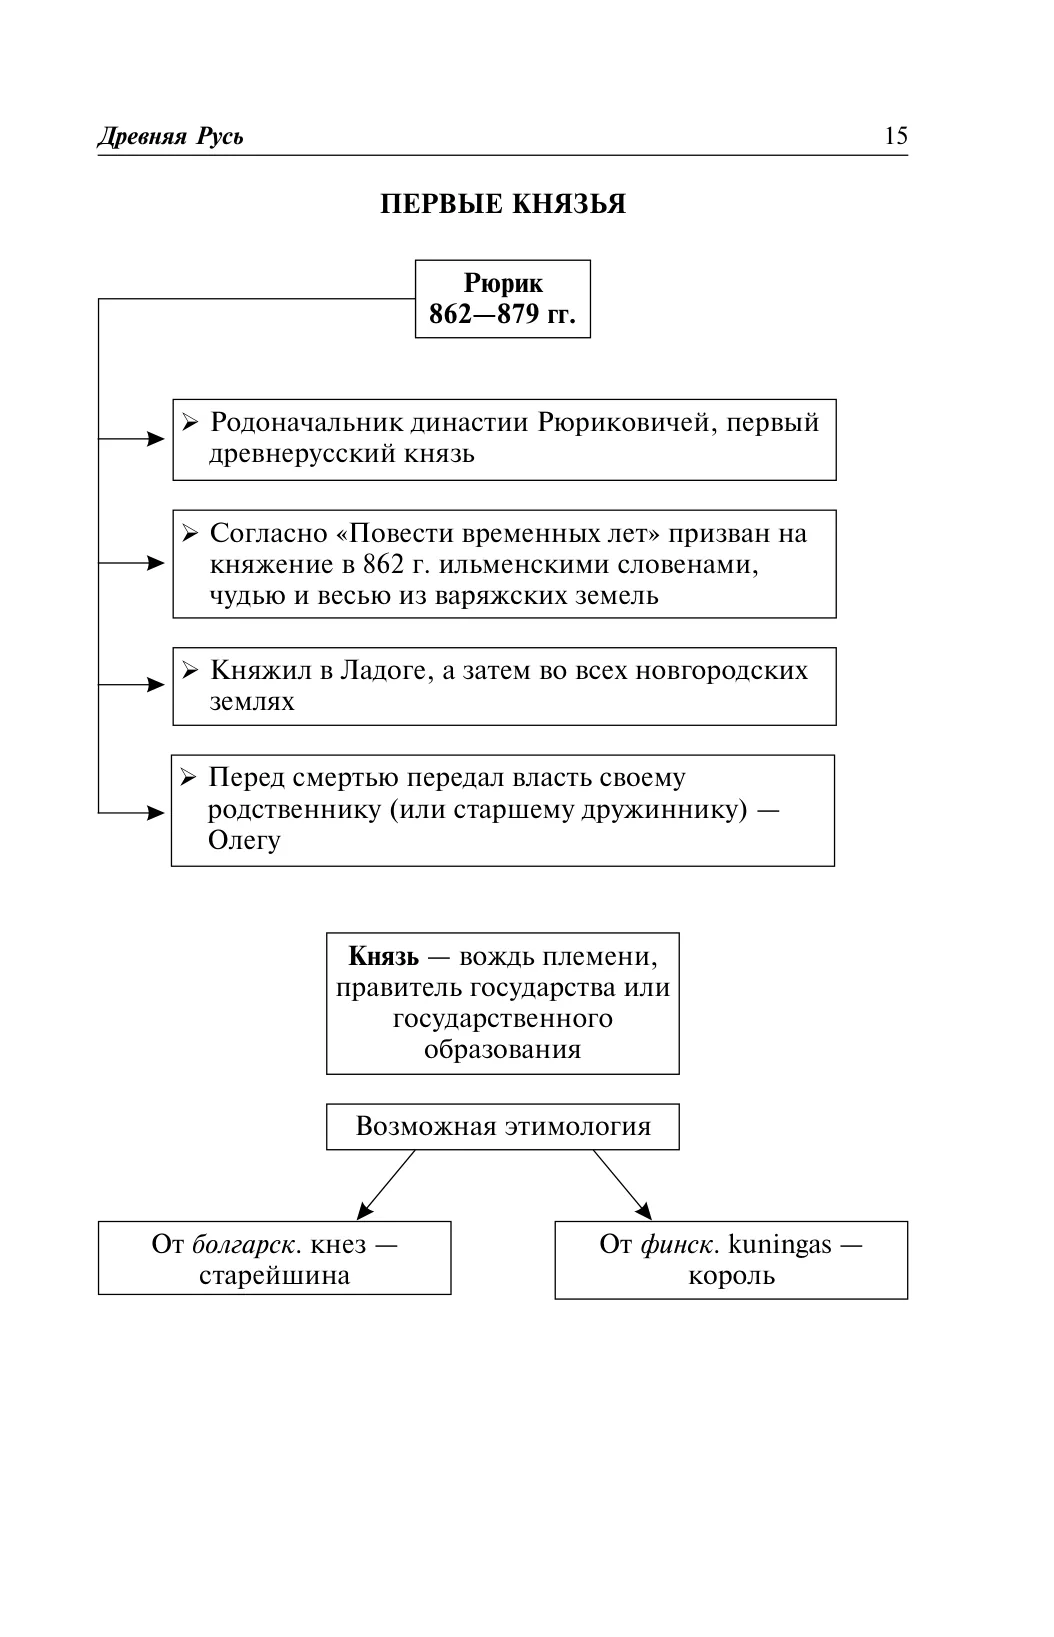 Древняя Русь 15
ПЕРВЫЕ КНЯЗЬЯ
Рюрик
862—879 гг.
➢ Родоначальник династии Рюриковичей, первый
древнерусский князь
➢ Согласно «Повести временных лет» призван на
княжение в 862 г. ильменскими словенами,
чудью и весью из варяжских земель
➢ Княжил в Ладоге, а затем во всех новгородских
землях
➢ Перед смертью передал власть своему
родственнику (или старшему дружиннику) —
Олегу
Князь — вождь племени,
правитель государства или
государственного
образования
Возможная этимология
От болгарск. кнез —
старейшина
От финск. kuningas —
король